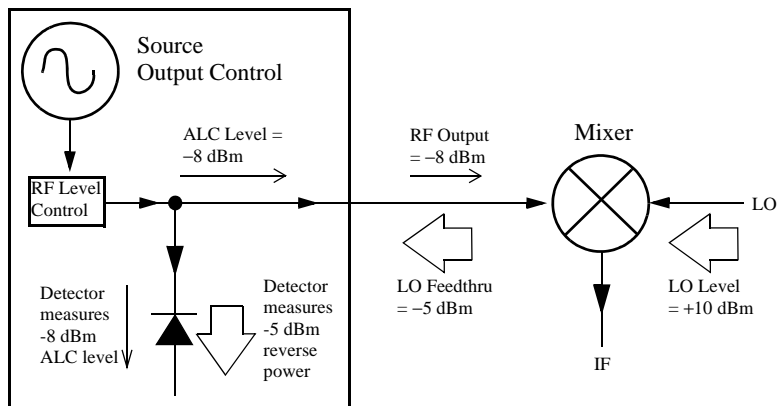 Source
Output Control
ALC Level =
−8 dBm
RF Output
= −8 dBm
Mixer
RF Level
Control
LO
LO Feedthru
= −5 dBm
LO Level
= +10 dBm
Detector
measures
-8 dBm
ALC level
Detector
measures
-5 dBm
reverse
power
IF